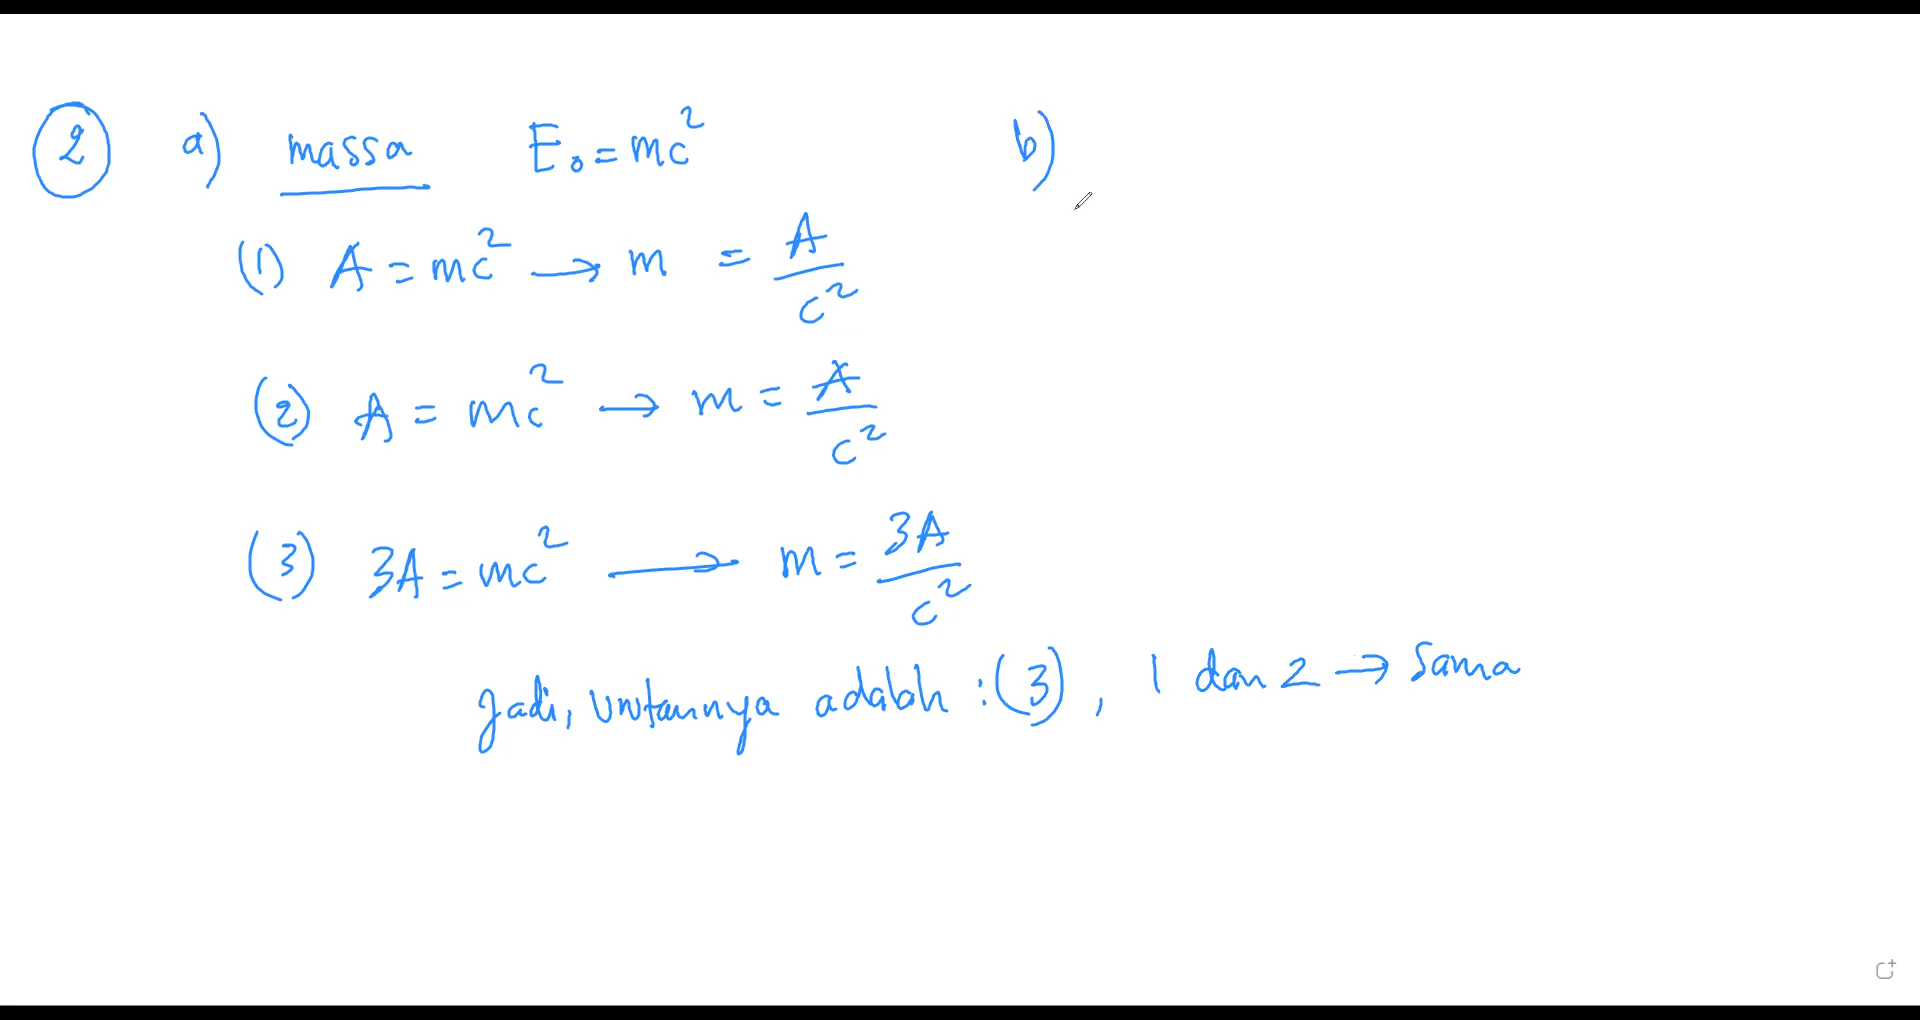 2 a) massa E₀ = mc² b)
(1) A = mc² → m = A/c²
(2) A = mc² → m = A/c²
(3) 3A = mc² → m = 3A/c²
Jadi, urutannya adalah : (3), 1 dan 2 → sama